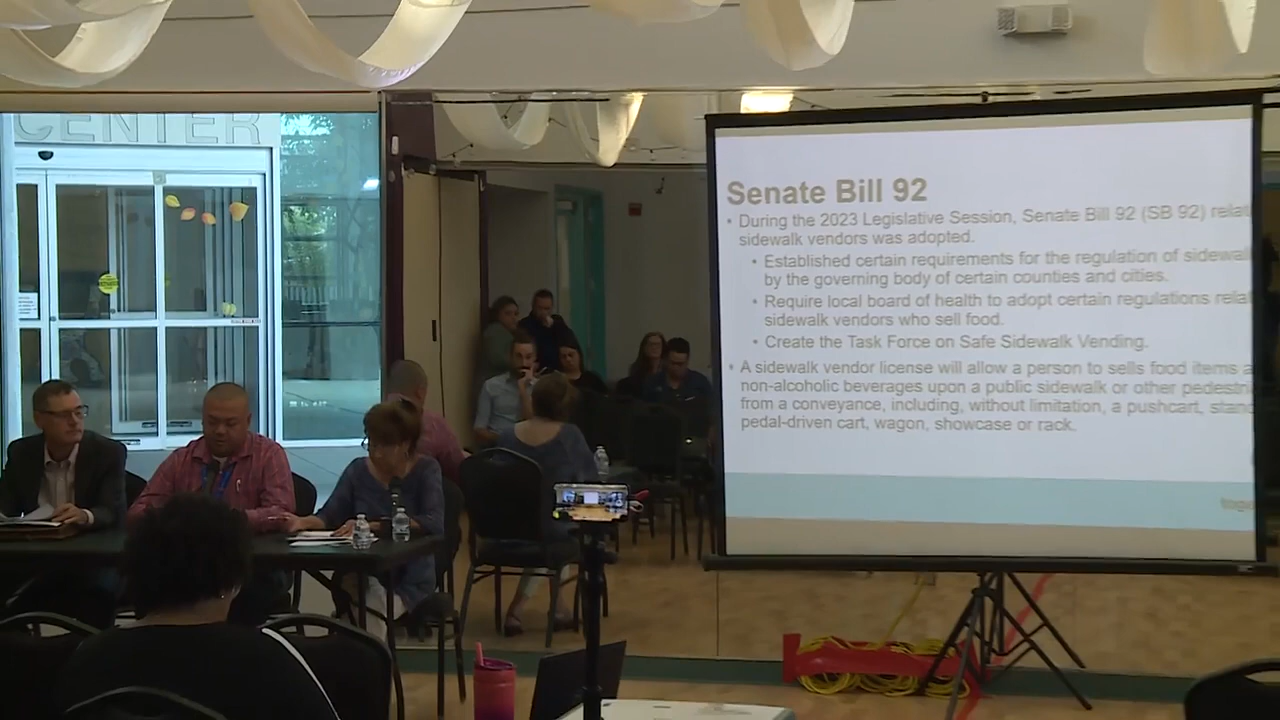 CENTER
Senate Bill 92
• During the 2023 Legislative Session, Senate Bill 92 (SB 92) relat
sidewalk vendors was adopted.
• Established certain requirements for the regulation of sidewal
by the governing body of certain counties and cities.
• Require local board of health to adopt certain regulations relat
sidewalk vendors who sell food.
• Create the Task Force on Safe Sidewalk Vending.
• A sidewalk vendor license will allow a person to sells food items a
non-alcoholic beverages upon a public sidewalk or other pedestri
from a conveyance, including, without limitation, a pushcart, stand
pedal-driven cart, wagon, showcase or rack.